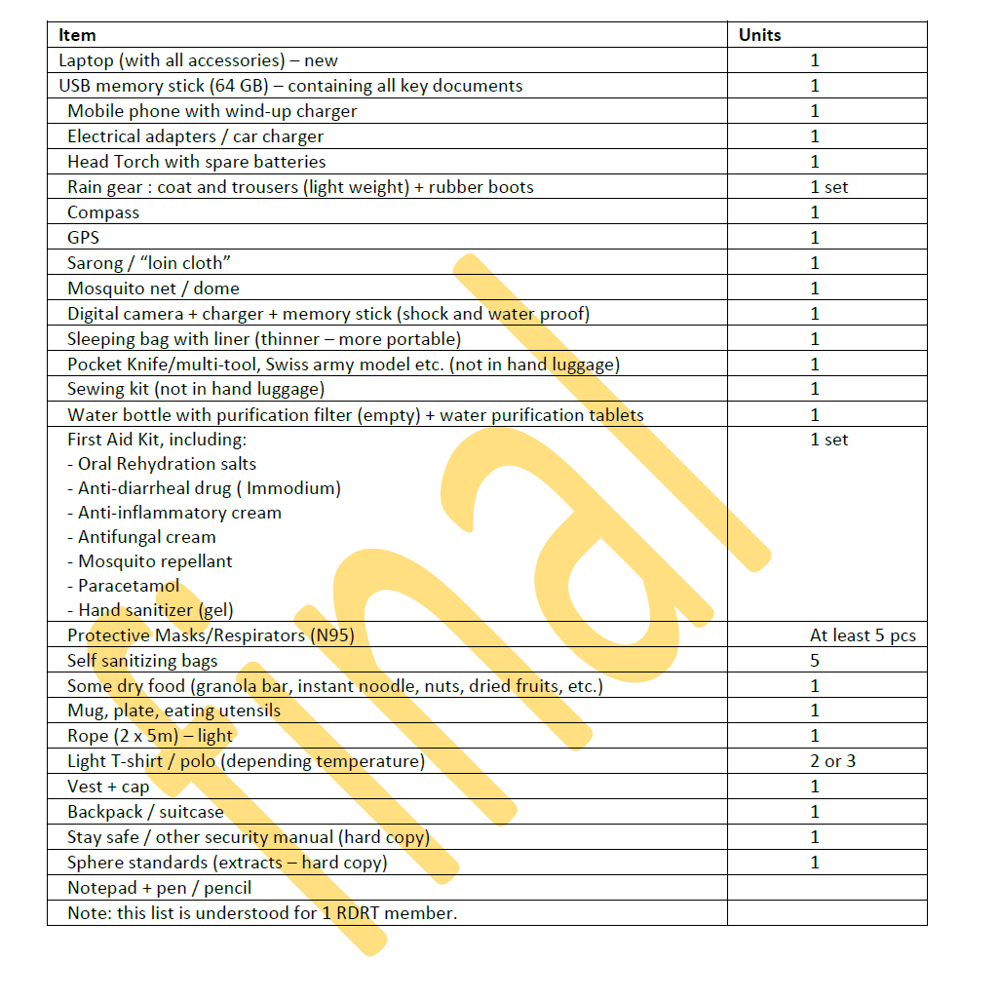 Item Units
Laptop (with all accessories) – new 1
USB memory stick (64 GB) – containing all key documents 1
Mobile phone with wind-up charger 1
Electrical adapters / car charger 1
Head Torch with spare batteries 1
Rain gear : coat and trousers (light weight) + rubber boots 1 set
Compass 1
GPS 1
Sarong / “loin cloth” 1
Mosquito net / dome 1
Digital camera + charger + memory stick (shock and water proof) 1
Sleeping bag with liner (thinner – more portable) 1
Pocket Knife/multi-tool, Swiss army model etc. (not in hand luggage) 1
Sewing kit (not in hand luggage) 1
Water bottle with purification filter (empty) + water purification tablets 1
First Aid Kit, including: 1 set
- Oral Rehydration salts
- Anti-diarrheal drug ( Immodium)
- Anti-inflammatory cream
- Antifungal cream
- Mosquito repellant
- Paracetamol
- Hand sanitizer (gel)
Protective Masks/Respirators (N95) At least 5 pcs
Self sanitizing bags 5
Some dry food (granola bar, instant noodle, nuts, dried fruits, etc.) 1
Mug, plate, eating utensils 1
Rope (2 x 5m) – light 1
Light T-shirt / polo (depending temperature) 2 or 3
Vest + cap 1
Backpack / suitcase 1
Stay safe / other security manual (hard copy) 1
Sphere standards (extracts – hard copy) 1
Notepad + pen / pencil
Note: this list is understood for 1 RDRT member.
final